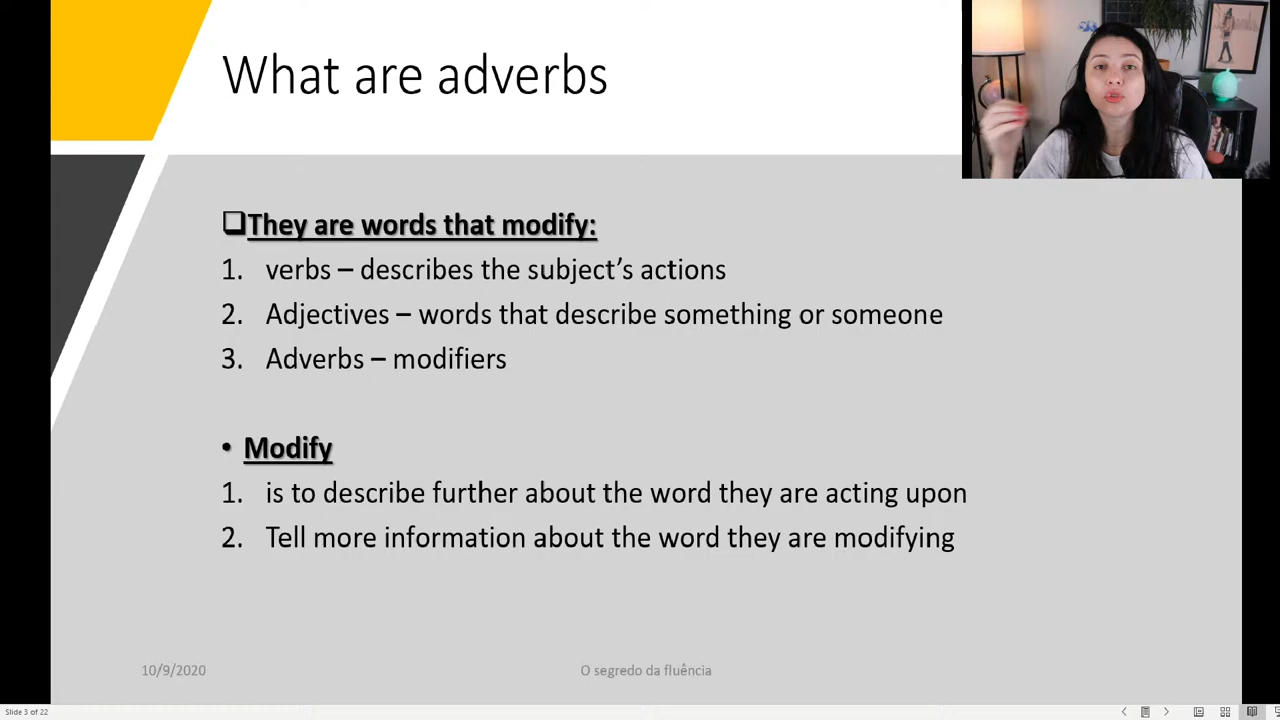 What are adverbs
They are words that modify:
1. verbs – describes the subject’s actions
2. Adjectives – words that describe something or someone
3. Adverbs – modifiers
• Modify
1. is to describe further about the word they are acting upon
2. Tell more information about the word they are modifying
10/9/2020
O segredo da fluência
Slide 3 of 22